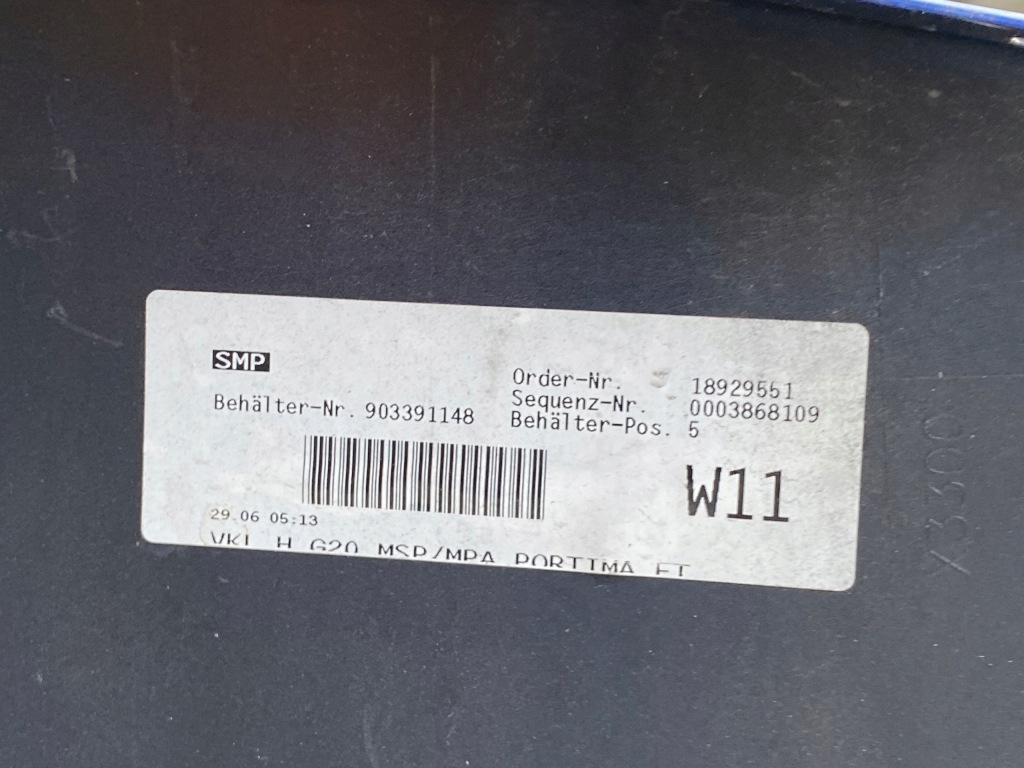 SMP
Behälter-Nr. 903391148
Order-Nr. 18929551
Sequenz-Nr. 0003868109
Behälter-Pos. 5
W11
29.06 05:13
VKL H G20 MSP/MPA PORTIMA